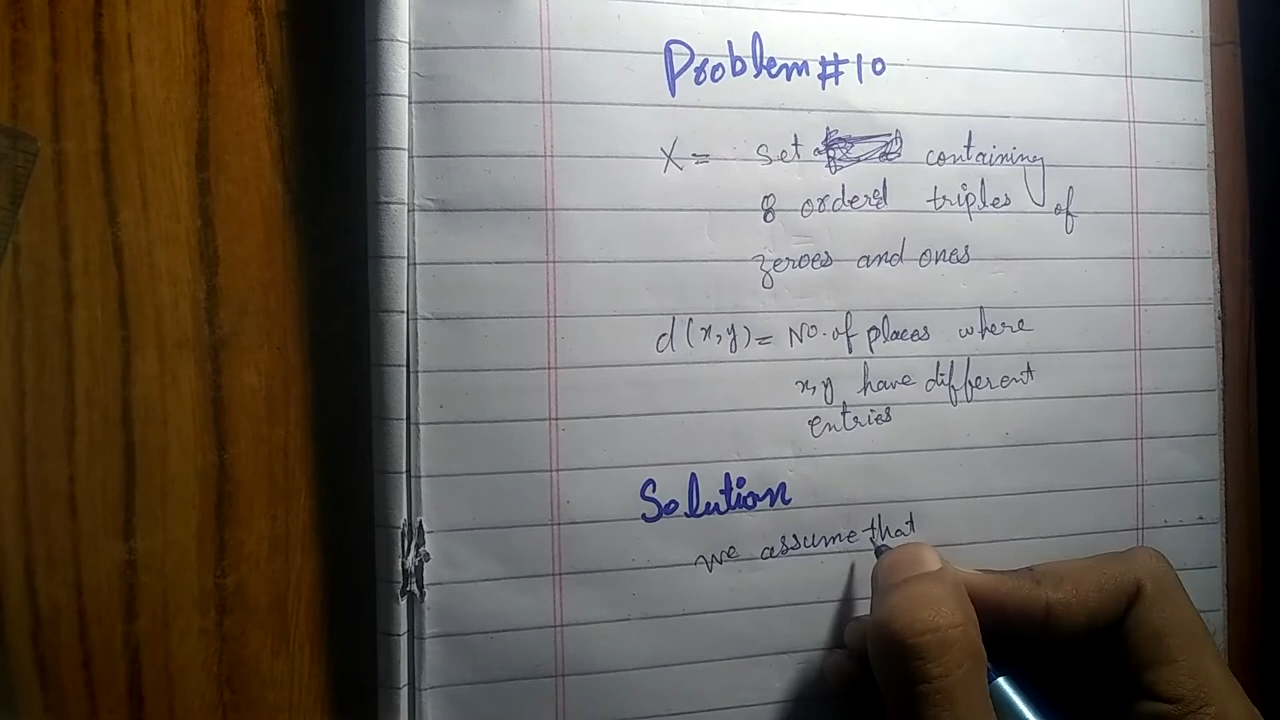 Problem #10
X = set containing
8 ordered triples of
zeroes and ones
d(x,y) = No. of places where
x,y have different
entries
Solution
we assume that